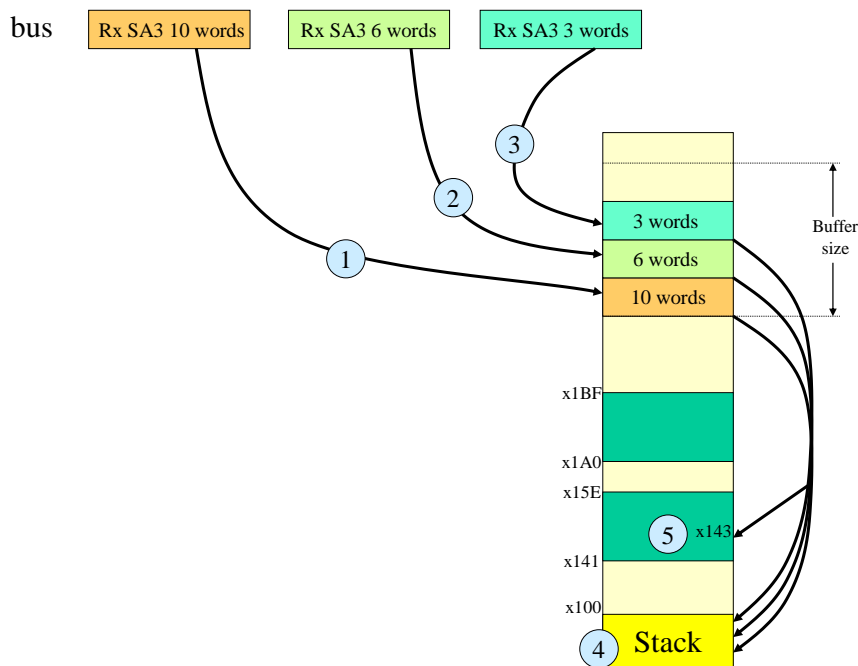 bus
Rx SA3 10 words
Rx SA3 6 words
Rx SA3 3 words
3
2
1
3 words
6 words
10 words
Buffer
size
x1BF
x1A0
x15E
5
x143
x141
x100
4
Stack